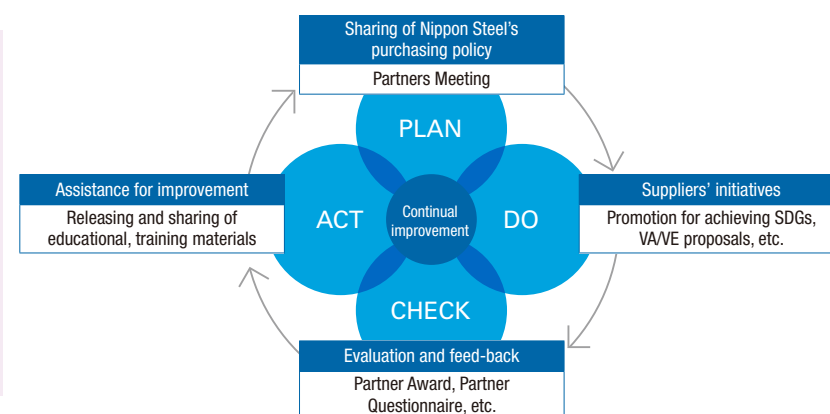 Sharing of Nippon Steel's
purchasing policy
Partners Meeting
PLAN
Assistance for improvement
Releasing and sharing of
educational, training materials
ACT
Continual
improvement
DO
Suppliers' initiatives
Promotion for achieving SDGs,
VA/VE proposals, etc.
CHECK
Evaluation and feed-back
Partner Award, Partner
Questionnaire, etc.